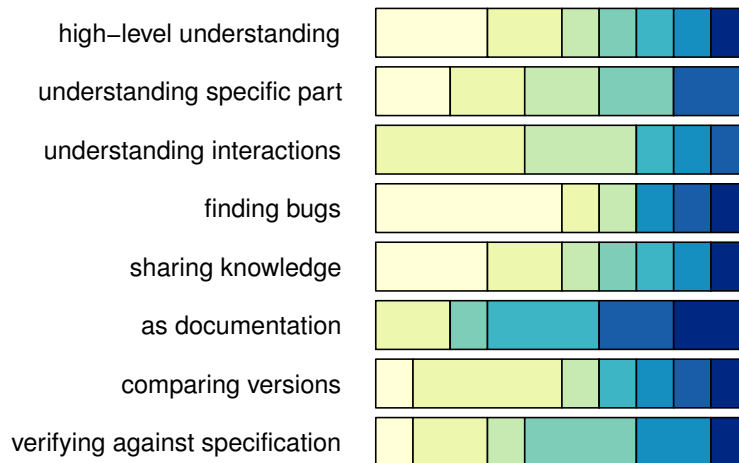 high−level understanding
understanding specific part
understanding interactions
finding bugs
sharing knowledge
as documentation
comparing versions
verifying against specification